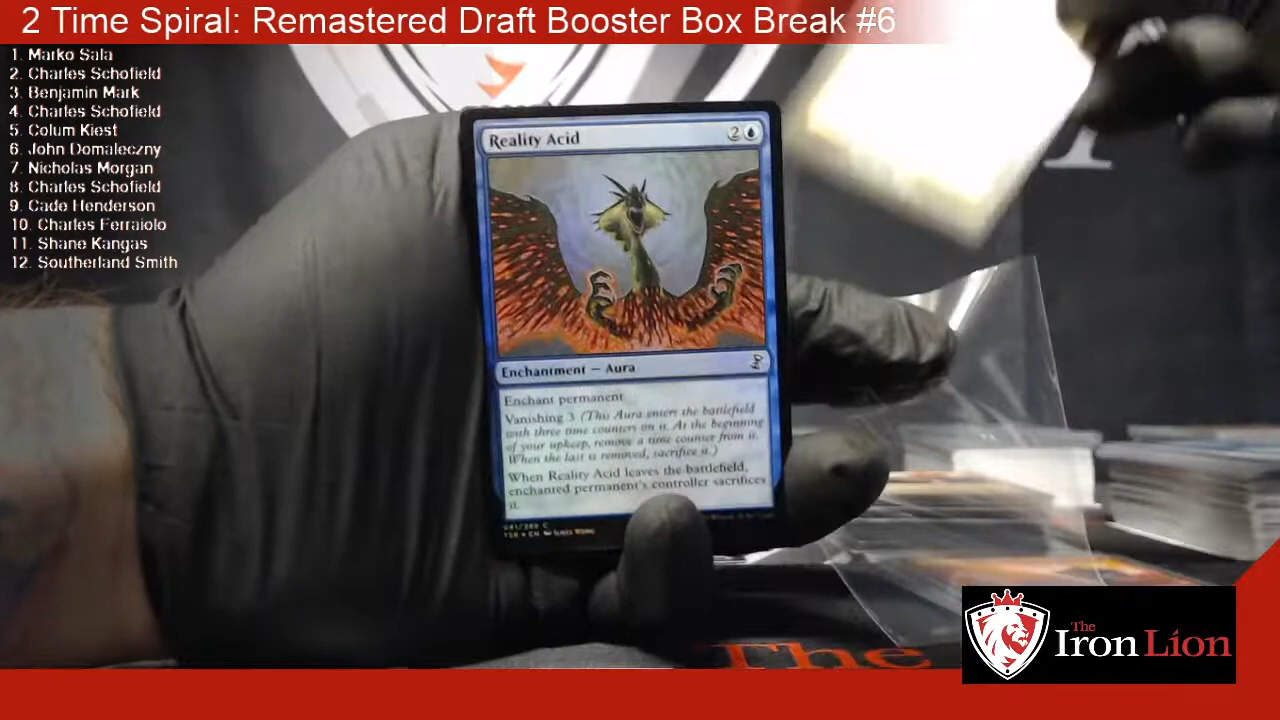 2 Time Spiral: Remastered Draft Booster Box Break #6
1. Marko Sala
2. Charles Schofield
3. Benjamin Mark
4. Charles Schofield
5. Colum Kiest
6. John Domaleczny
7. Nicholas Morgan
8. Charles Schofield
9. Cade Henderson
10. Charles Ferraiolo
11. Shane Kangas
12. Southerland Smith
Reality Acid
2
Enchantment — Aura
Enchant permanent
Vanishing 3 (This Aura enters the battlefield
with three time counters on it. At the beginning
of your upkeep, remove a time counter from it.
When the last is removed, sacrifice it.)
When Reality Acid leaves the battlefield,
enchanted permanent's controller sacrifices
it.
The
The
Iron Lion